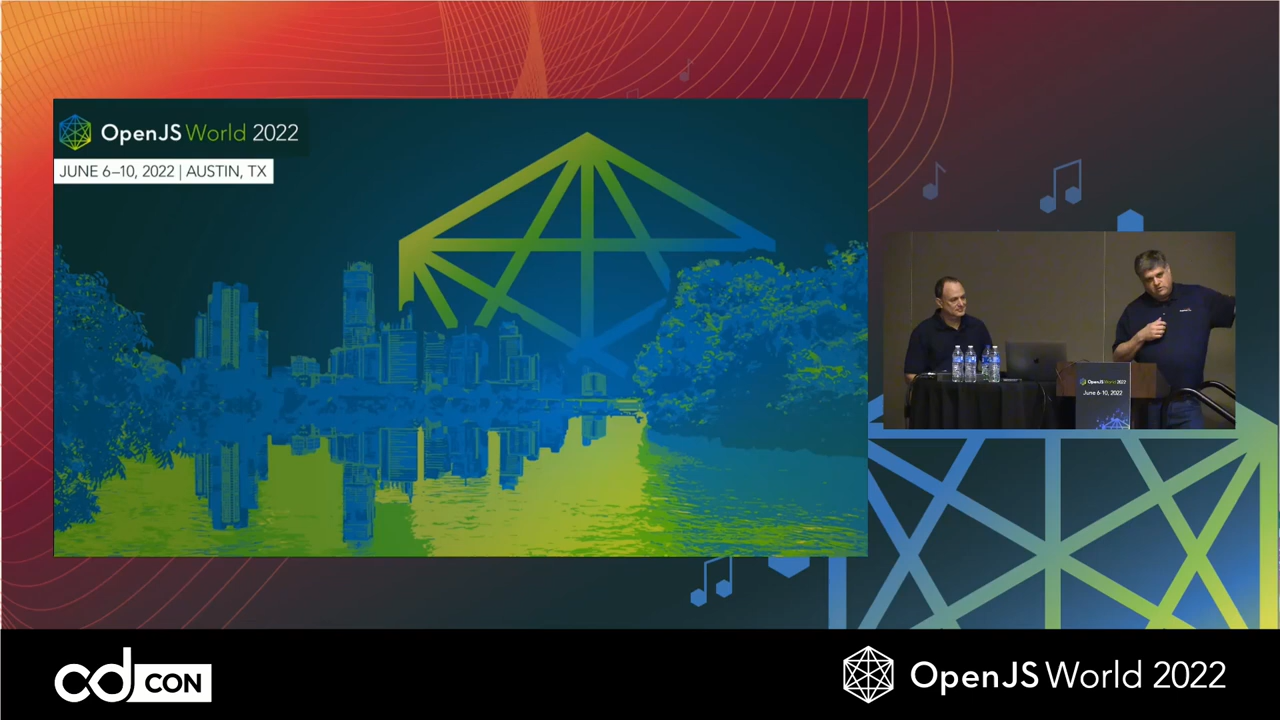 OpenJS World 2022
JUNE 6–10, 2022 | AUSTIN, TX
OpenJS World 2022
June 6-10, 2022
cd CON
OpenJS World 2022